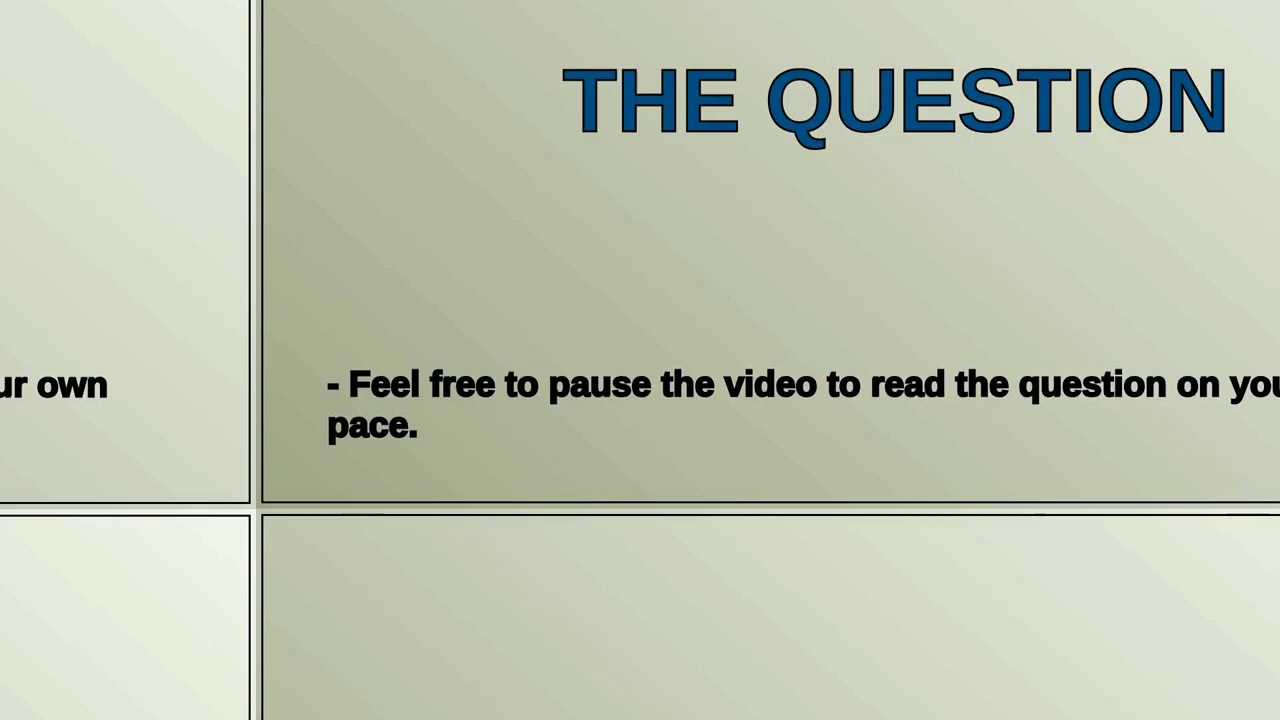 THE QUESTION
ur own
- Feel free to pause the video to read the question on you
pace.